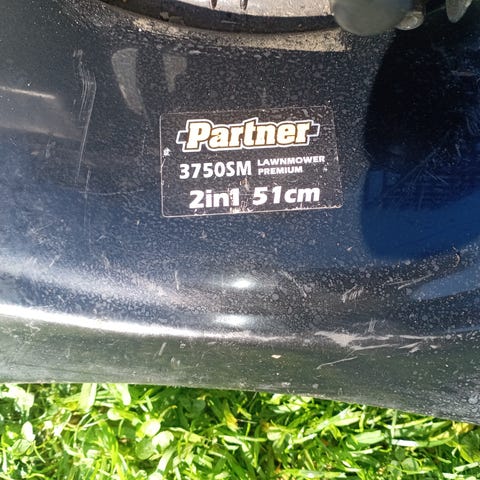 Partner
3750SM LAWNMOWER PREMIUM
2in1 51cm